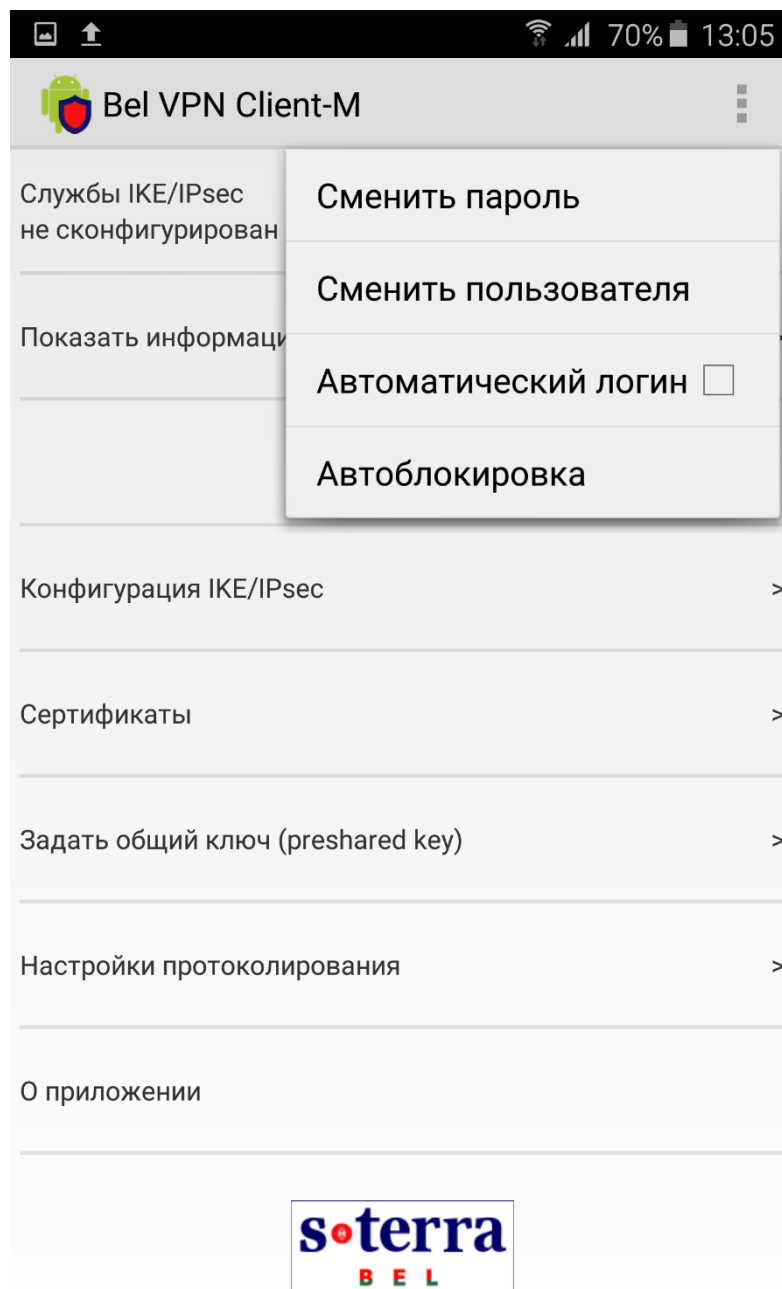 70% 13:05
Bel VPN Client-M
Службы IKE/IPsec
не сконфигурирован
Показать информаци
Сменить пароль
Сменить пользователя
Автоматический логин
Автоблокировка
Конфигурация IKE/IPsec >
Сертификаты >
Задать общий ключ (preshared key) >
Настройки протоколирования >
О приложении
s terra
BEL